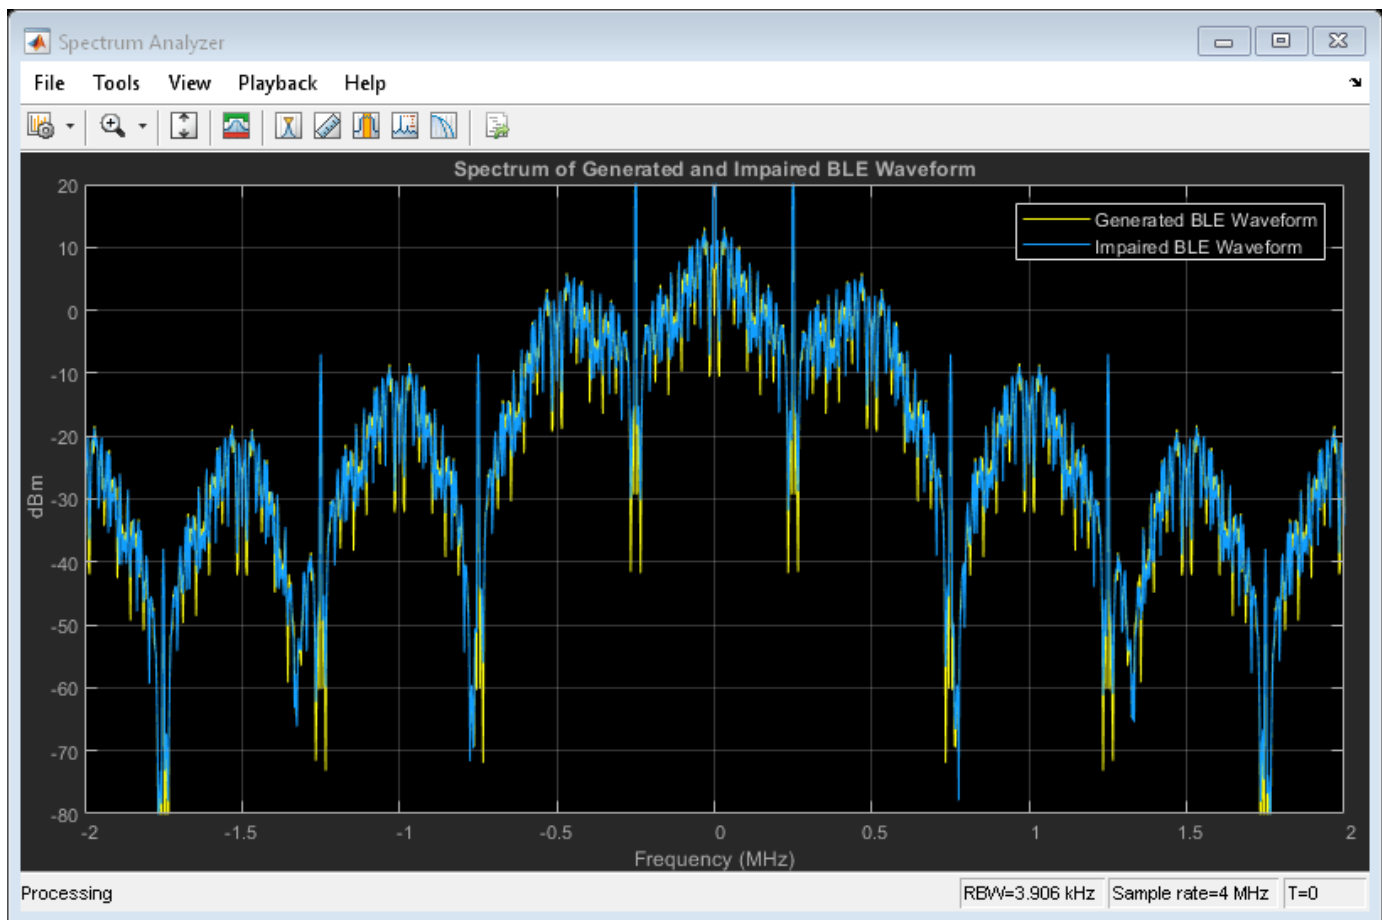 Spectrum Analyzer
File Tools View Playback Help
Spectrum of Generated and Impaired BLE Waveform
Generated BLE Waveform
Impaired BLE Waveform
20
10
0
-10
-20
-30
-40
-50
-60
-70
-80
dBm
-2 -1.5 -1 -0.5 0 0.5 1 1.5 2
Frequency (MHz)
Processing RBW=3.906 kHz Sample rate=4 MHz T=0